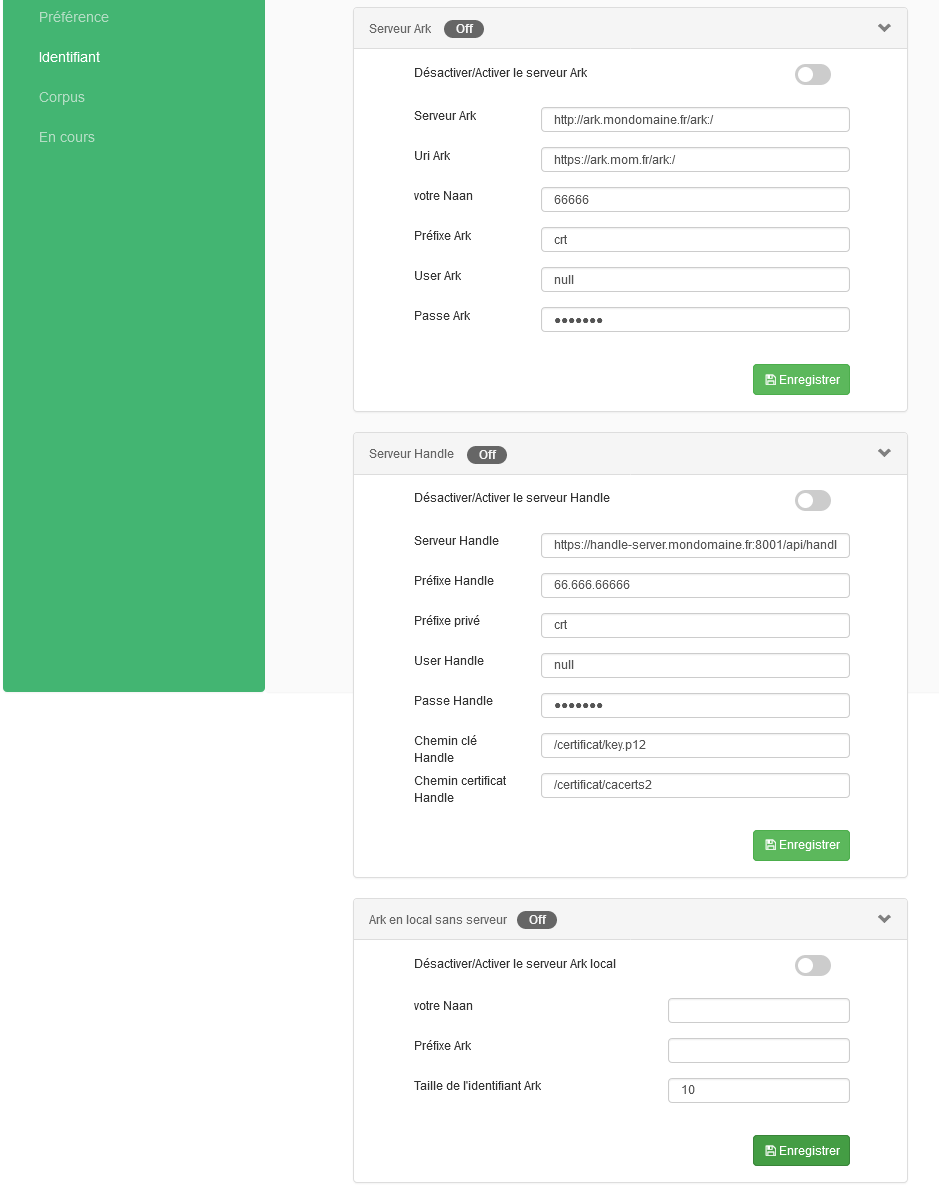 Préférence
Identifiant
Corpus
En cours
Serveur Ark Off
Désactiver/Activer le serveur Ark
Serveur Ark http://ark.mondomaine.fr/ark:/
Uri Ark https://ark.mom.fr/ark:/
votre Naan 66666
Préfixe Ark crt
User Ark null
Passe Ark •••••••
Enregistrer
Serveur Handle Off
Désactiver/Activer le serveur Handle
Serveur Handle https://handle-server.mondomaine.fr:8001/api/handl
Préfixe Handle 66.666.66666
Préfixe privé crt
User Handle null
Passe Handle •••••••
Chemin clé /certificat/key.p12
Handle
Chemin certificat /certificat/cacerts2
Handle
Enregistrer
Ark en local sans serveur Off
Désactiver/Activer le serveur Ark local
votre Naan
Préfixe Ark
Taille de l'identifiant Ark 10
Enregistrer